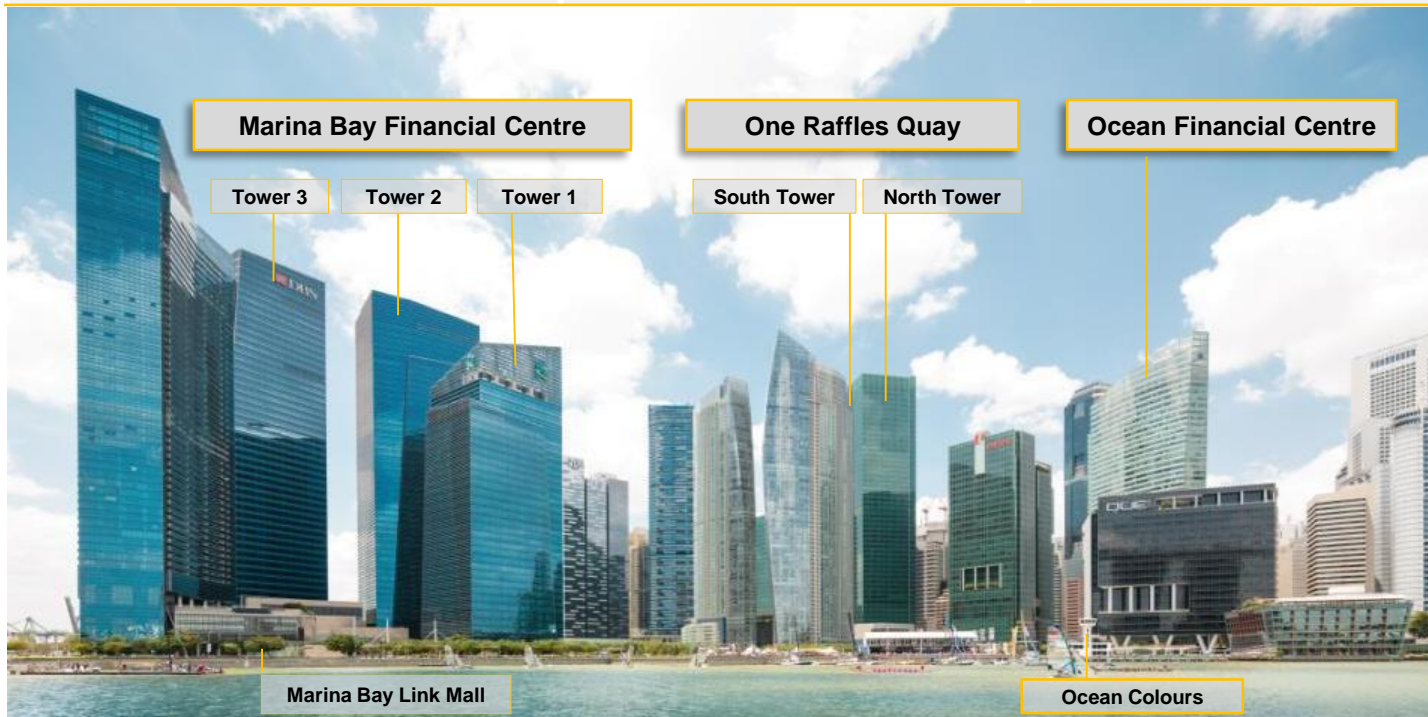 Marina Bay Financial Centre
One Raffles Quay
Ocean Financial Centre
Tower 3
Tower 2
Tower 1
South Tower
North Tower
DBS
OUE
Marina Bay Link Mall
Ocean Colours